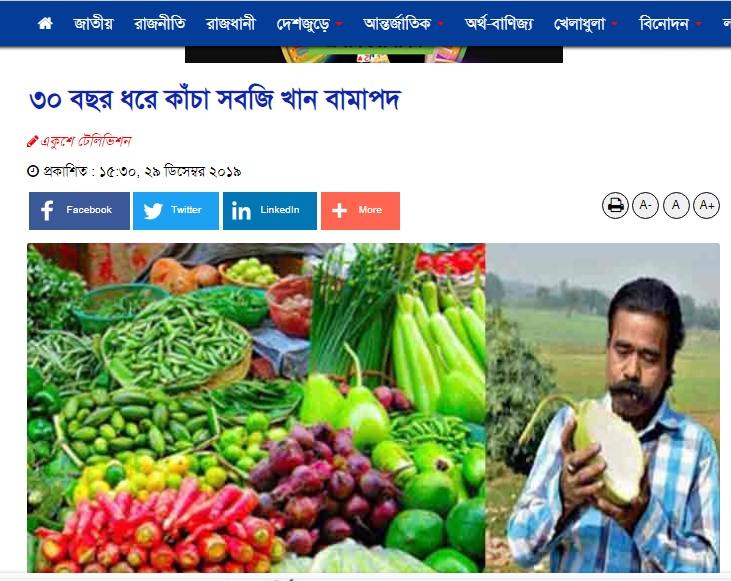 জাতীয় রাজনীতি রাজধানী দেশজুড়ে আন্তর্জাতিক অর্থ-বাণিজ্য খেলাধুলা বিনোদন
৩০ বছর ধরে কাঁচা সবজি খান বামাপদ
একুশে টেলিভিশন
প্রকাশিত : ১৫:৩০, ২৯ ডিসেম্বর ২০১৯
Facebook Twitter LinkedIn More A- A A+